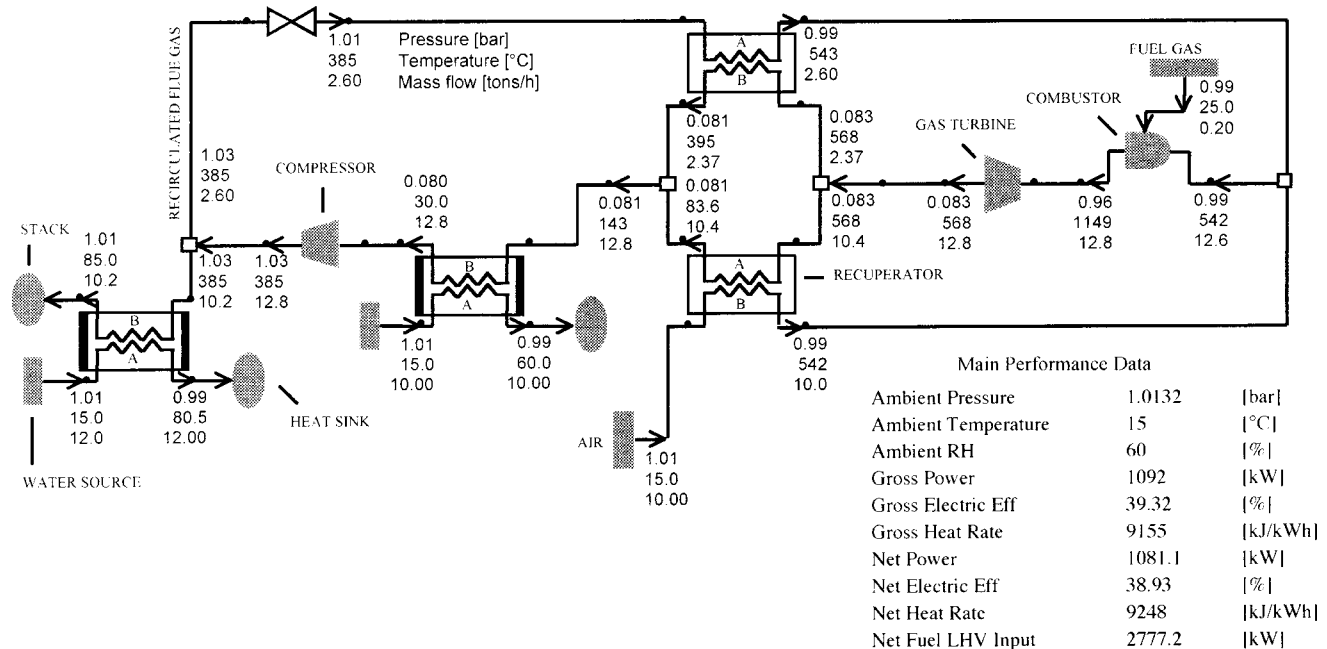 1.01 Pressure [bar]
385 Temperature [°C]
2.60 Mass flow [tons/h]
RECIRCULATED FLUE GAS
A
B
0.99
543
2.60
FUEL GAS
0.99
25.0
0.20
COMBUSTOR
GAS TURBINE
0.081
395
2.37
0.083
568
2.37
1.03
385
2.60
COMPRESSOR
0.080
30.0
12.8
0.081
143
12.8
0.081
83.6
10.4
0.083
568
10.4
0.083
568
12.8
0.96
1149
12.8
0.99
542
12.6
STACK
1.01
85.0
10.2
1.03
385
10.2
1.03
385
12.8
B
A
A
B
RECUPERATOR
B
A
1.01
15.0
12.0
0.99
80.5
12.00
HEAT SINK
WATER SOURCE
1.01
15.0
10.00
0.99
60.0
10.00
0.99
542
10.0
AIR
1.01
15.0
10.00
Main Performance Data
Ambient Pressure 1.0132 [bar]
Ambient Temperature 15 [°C]
Ambient RH 60 [%]
Gross Power 1092 [kW]
Gross Electric Eff 39.32 [%]
Gross Heat Rate 9155 [kJ/kWh]
Net Power 1081.1 [kW]
Net Electric Eff 38.93 [%]
Net Heat Rate 9248 [kJ/kWh]
Net Fuel LHV Input 2777.2 [kW]